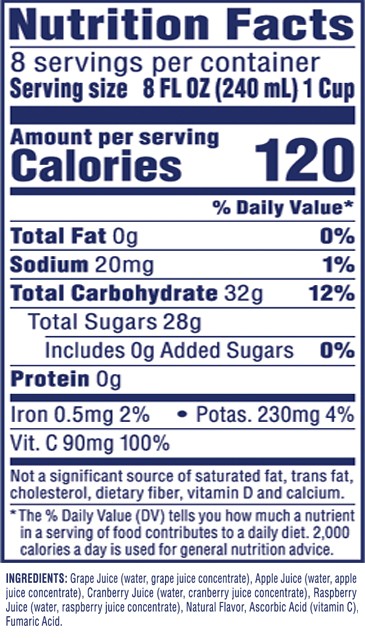 Nutrition Facts
8 servings per container
Serving size 8 FL OZ (240 mL) 1 Cup
Amount per serving
Calories 120
% Daily Value*
Total Fat 0g 0%
Sodium 20mg 1%
Total Carbohydrate 32g 12%
Total Sugars 28g
Includes 0g Added Sugars 0%
Protein 0g
Iron 0.5mg 2% • Potas. 230mg 4%
Vit. C 90mg 100%
Not a significant source of saturated fat, trans fat,
cholesterol, dietary fiber, vitamin D and calcium.
*The % Daily Value (DV) tells you how much a nutrient
in a serving of food contributes to a daily diet. 2,000
calories a day is used for general nutrition advice.
INGREDIENTS: Grape Juice (water, grape juice concentrate), Apple Juice (water, apple
juice concentrate), Cranberry Juice (water, cranberry juice concentrate), Raspberry
Juice (water, raspberry juice concentrate), Natural Flavor, Ascorbic Acid (vitamin C),
Fumaric Acid.